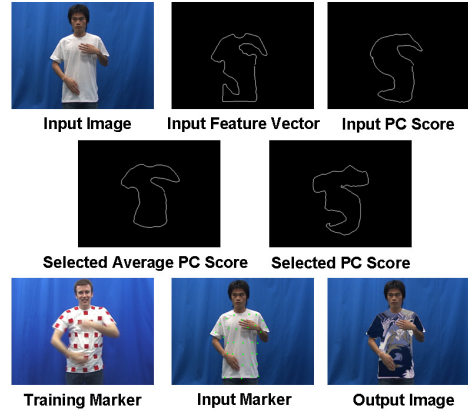 Input Image
Input Feature Vector
Input PC Score
Selected Average PC Score
Selected PC Score
Training Marker
Input Marker
Output Image